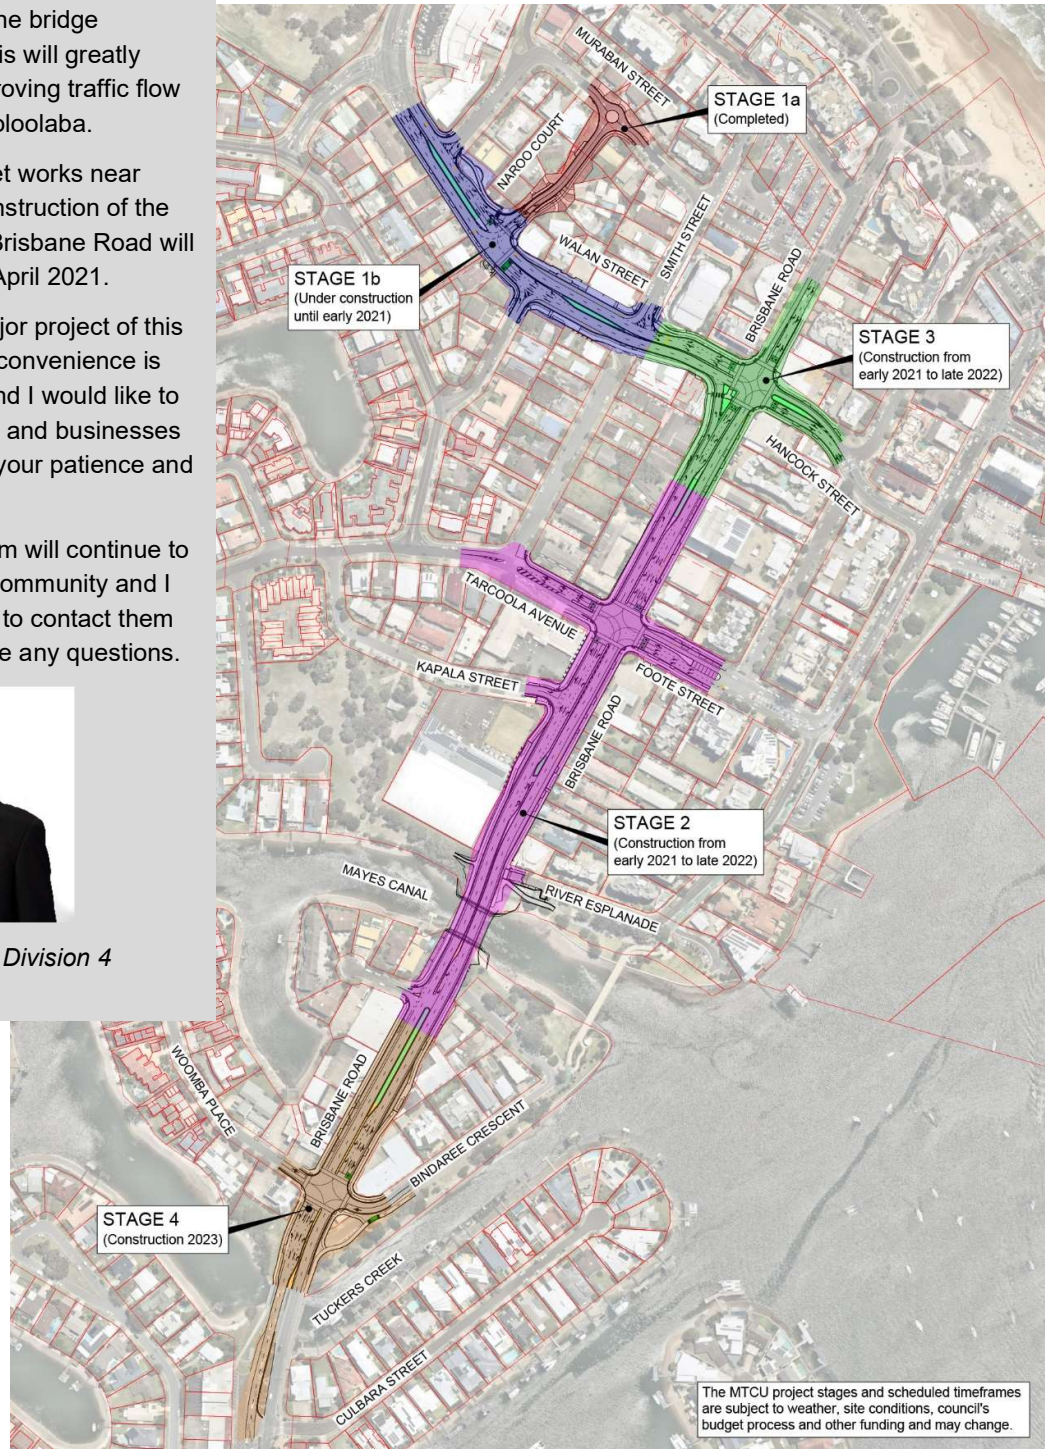 ne bridge
is will greatly
roving traffic flow
oloolaba.
et works near
nstruction of the
Brisbane Road will
April 2021.
jor project of this
convenience is
nd I would like to
and businesses
your patience and
m will continue to
ommunity and I
to contact them
e any questions.
Division 4
MURABAN STREET
STAGE 1a
(Completed)
NAROO COURT
SMITH STREET
WALAN STREET
BRISBANE ROAD
STAGE 1b
(Under construction
until early 2021)
STAGE 3
(Construction from
early 2021 to late 2022)
HANCOCK STREET
TARCOOLA AVENUE
KAPALA STREET
FOOTE STREET
BRISBANE ROAD
STAGE 2
(Construction from
early 2021 to late 2022)
MAYES CANAL
RIVER ESPLANADE
WOOMBA PLACE
BRISBANE ROAD
BINDAREE CRESCENT
STAGE 4
(Construction 2023)
TUCKERS CREEK
CULBARA STREET
The MTCU project stages and scheduled timeframes
are subject to weather, site conditions, council's
budget process and other funding and may change.